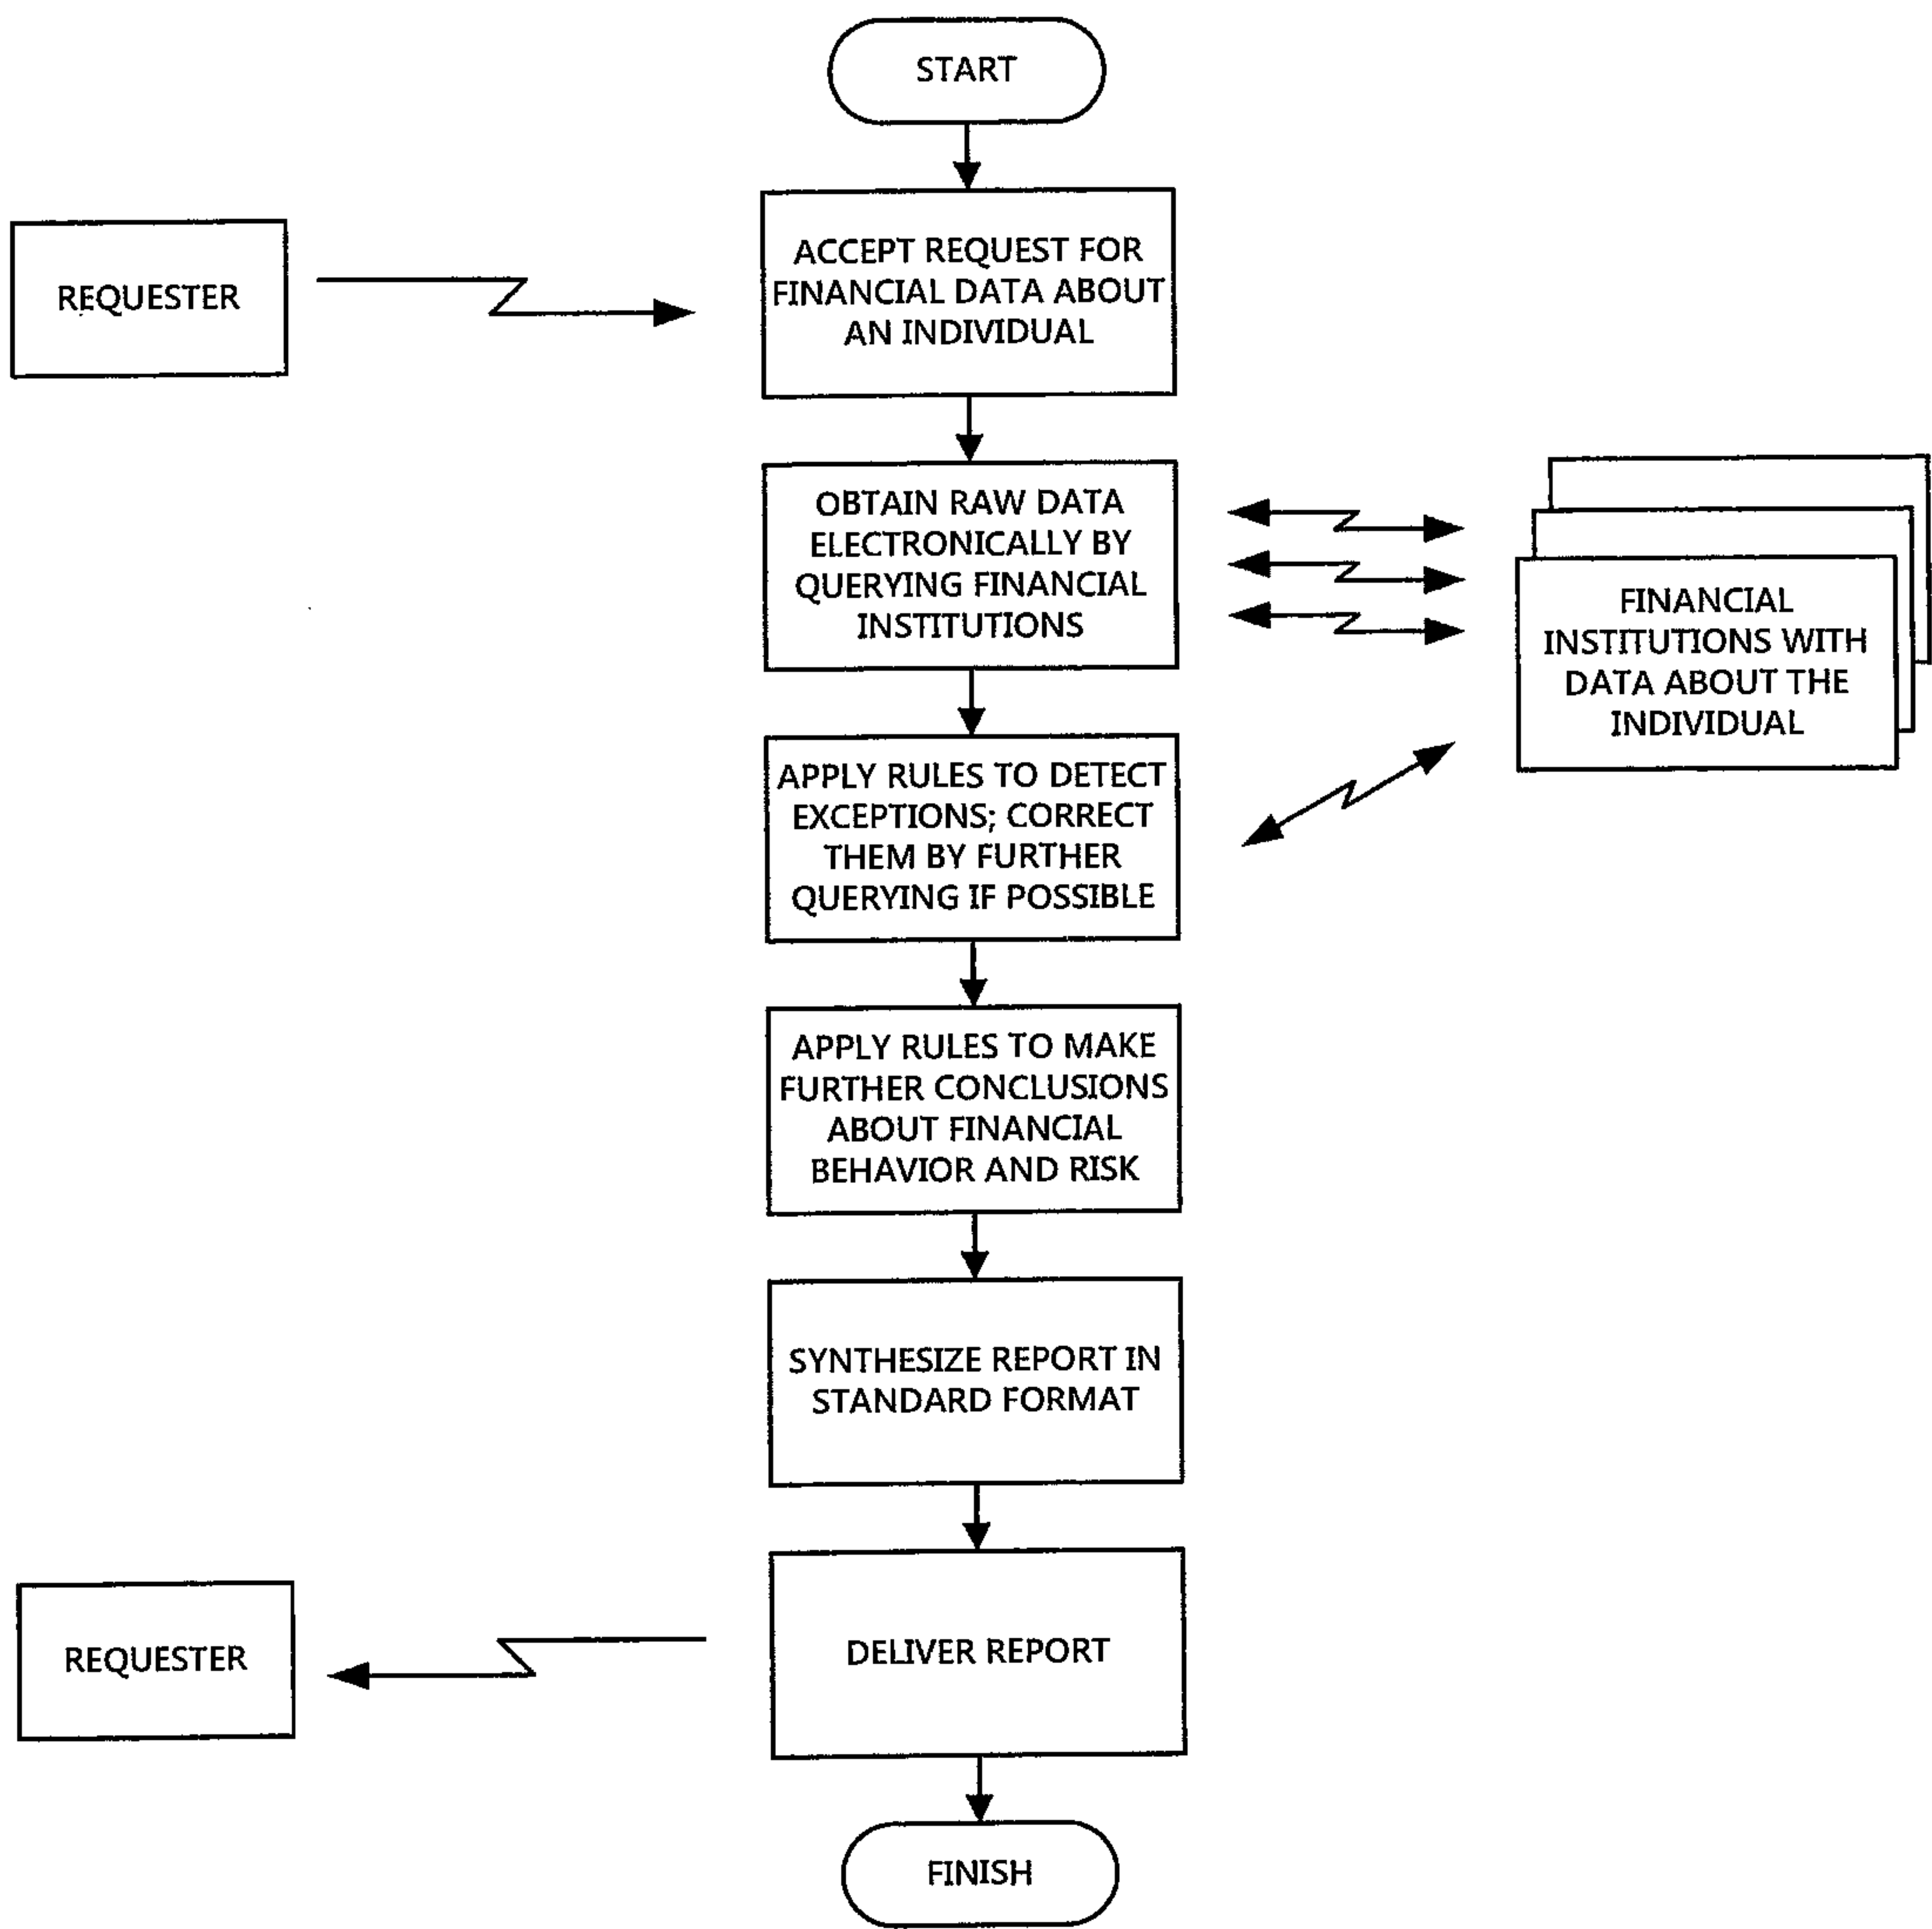 START
REQUESTER
ACCEPT REQUEST FOR
FINANCIAL DATA ABOUT
AN INDIVIDUAL
OBTAIN RAW DATA
ELECTRONICALLY BY
QUERYING FINANCIAL
INSTITUTIONS
FINANCIAL
INSTITUTIONS WITH
DATA ABOUT THE
INDIVIDUAL
APPLY RULES TO DETECT
EXCEPTIONS; CORRECT
THEM BY FURTHER
QUERYING IF POSSIBLE
APPLY RULES TO MAKE
FURTHER CONCLUSIONS
ABOUT FINANCIAL
BEHAVIOR AND RISK
SYNTHESIZE REPORT IN
STANDARD FORMAT
DELIVER REPORT
REQUESTER
FINISH